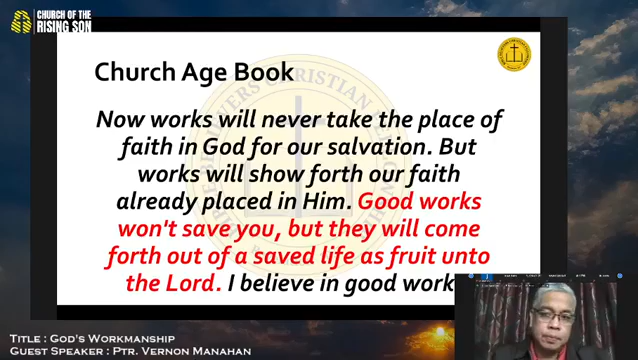 CHURCH OF THE
RISING SON
Church Age Book
Now works will never take the place of
faith in God for our salvation. But
works will show forth our faith
already placed in Him. Good works
won't save you, but they will come
forth out of a saved life as fruit unto
the Lord. I believe in good work
Title : God's Workmanship
Guest Speaker : Ptr. Vernon Manahan